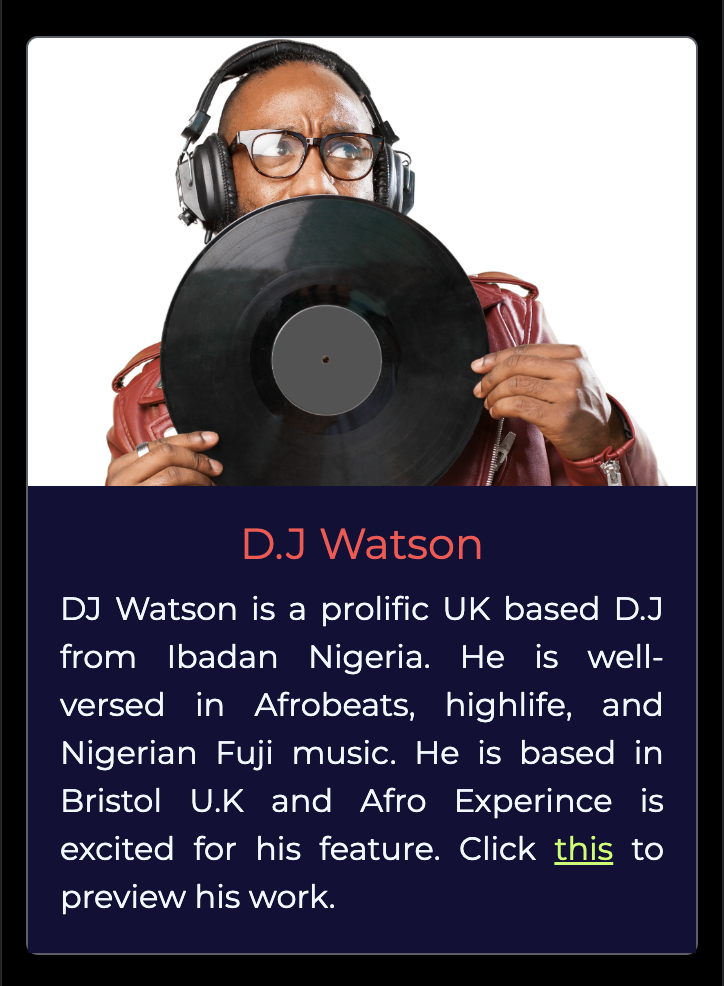 D.J Watson
DJ Watson is a prolific UK based D.J
from Ibadan Nigeria. He is well-
versed in Afrobeats, highlife, and
Nigerian Fuji music. He is based in
Bristol U.K and Afro Experince is
excited for his feature. Click this to
preview his work.